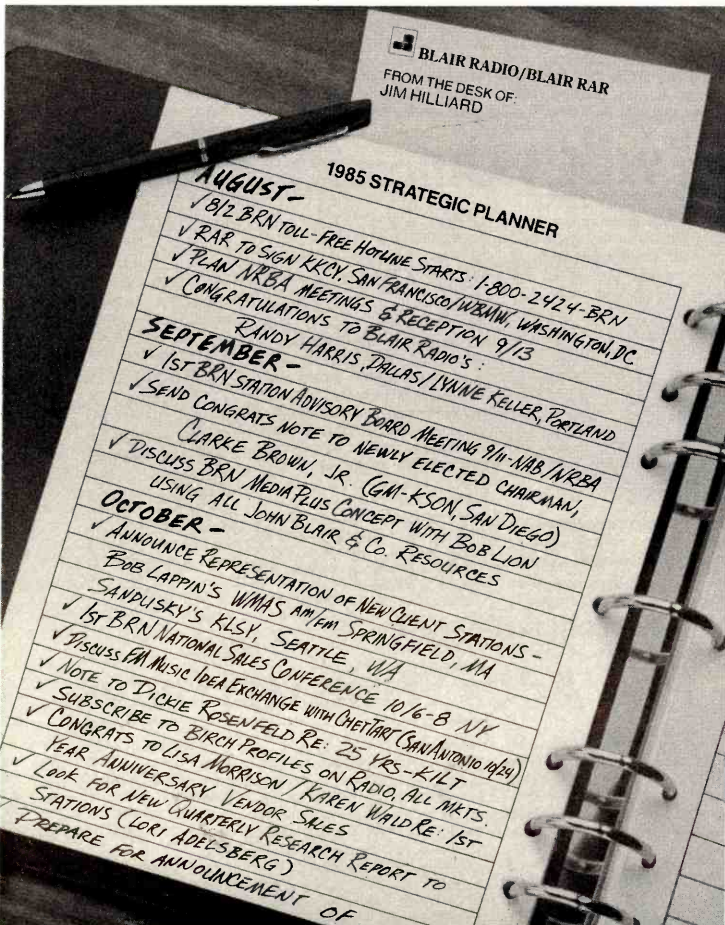 BLAIR RADIO/BLAIR RAR
FROM THE DESK OF:
JIM HILLIARD
1985 STRATEGIC PLANNER
AUGUST-
✓ 8/2 BRN TOLL-FREE HOTLINE STARTS: 1-800-2424-BRN
✓ RAR TO SIGN KKCY, SAN FRANCISCO/WBMW, WASHINGTON, DC
✓ PLAN NRBA MEETINGS & RECEPTION 9/13
✓ CONGRATULATIONS TO BLAIR RADIO'S:
RANDY HARRIS, DALLAS/LYNNE KELLER, PORTLAND
SEPTEMBER-
✓ 1ST BRN STATION ADVISORY BOARD MEETING 9/11-NAB/NRBA
✓ SEND CONGRATS NOTE TO NEWLY ELECTED CHAIRMAN,
CLARKE BROWN, JR. (GM-KSON, SAN DIEGO)
✓ DISCUSS BRN MEDIA PLUS CONCEPT WITH BOB LION
USING ALL JOHN BLAIR & CO. RESOURCES
OCTOBER-
✓ ANNOUNCE REPRESENTATION OF NEW CLIENT STATIONS-
BOB LAPPIN'S WMAS AM/FM SPRINGFIELD, MA
SANDUSKY'S KLSY, SEATTLE, WA
✓ 1ST BRN NATIONAL SALES CONFERENCE 10/6-8 NY
✓ DISCUSS FM MUSIC IDEA EXCHANGE WITH CHET TART (SAN ANTONIO 10/24)
✓ NOTE TO DICKIE ROSENFELD RE: 25 YRS-KILT
✓ SUBSCRIBE TO BIRCH PROFILES ON RADIO, ALL MKTS.
✓ CONGRATS TO LISA MORRISON/KAREN WALD RE: 1ST
YEAR ANNIVERSARY VENDOR SALES
✓ LOOK FOR NEW QUARTERLY RESEARCH REPORT TO
STATIONS (LORI ADELSBERG)
✓ PREPARE FOR ANNOUNCEMENT OF